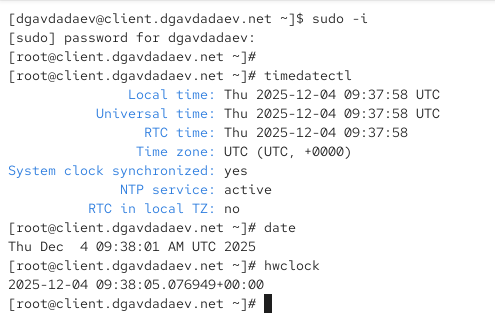 [dgavdadaev@client.dgavdadaev.net ~]$ sudo -i
[sudo] password for dgavdadaev:
[root@client.dgavdadaev.net ~]#
[root@client.dgavdadaev.net ~]# timedatectl
               Local time: Thu 2025-12-04 09:37:58 UTC
           Universal time: Thu 2025-12-04 09:37:58 UTC
                 RTC time: Thu 2025-12-04 09:37:58
                Time zone: UTC (UTC, +0000)
System clock synchronized: yes
              NTP service: active
          RTC in local TZ: no
[root@client.dgavdadaev.net ~]# date
Thu Dec  4 09:38:01 AM UTC 2025
[root@client.dgavdadaev.net ~]# hwclock
2025-12-04 09:38:05.076949+00:00
[root@client.dgavdadaev.net ~]#